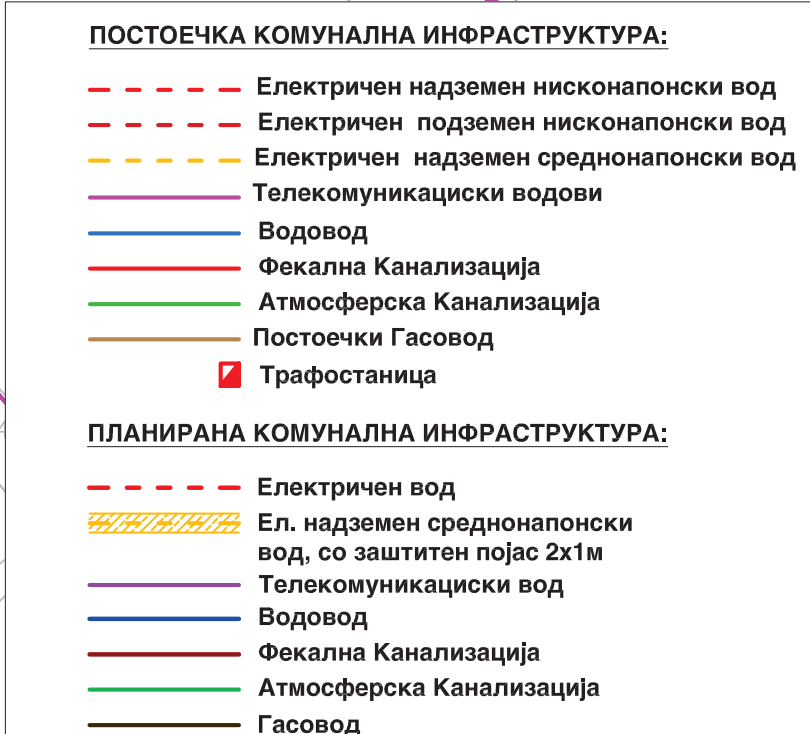 ПОСТОЕЧКА КОМУНАЛНА ИНФРАСТРУКТУРА:
Електричен надземен нисконапонски вод
Електричен подземен нисконапонски вод
Електричен надземен среднонапонски вод
Телекомуникациски водови
Водовод
Фекална Канализација
Атмосферска Канализација
Постоечки Гасовод
Трафостаница
ПЛАНИРАНА КОМУНАЛНА ИНФРАСТРУКТУРА:
Електричен вод
Ел. надземен среднонапонски
вод, со заштитен појас 2х1м
Телекомуникациски вод
Водовод
Фекална Канализација
Атмосферска Канализација
Гасовод